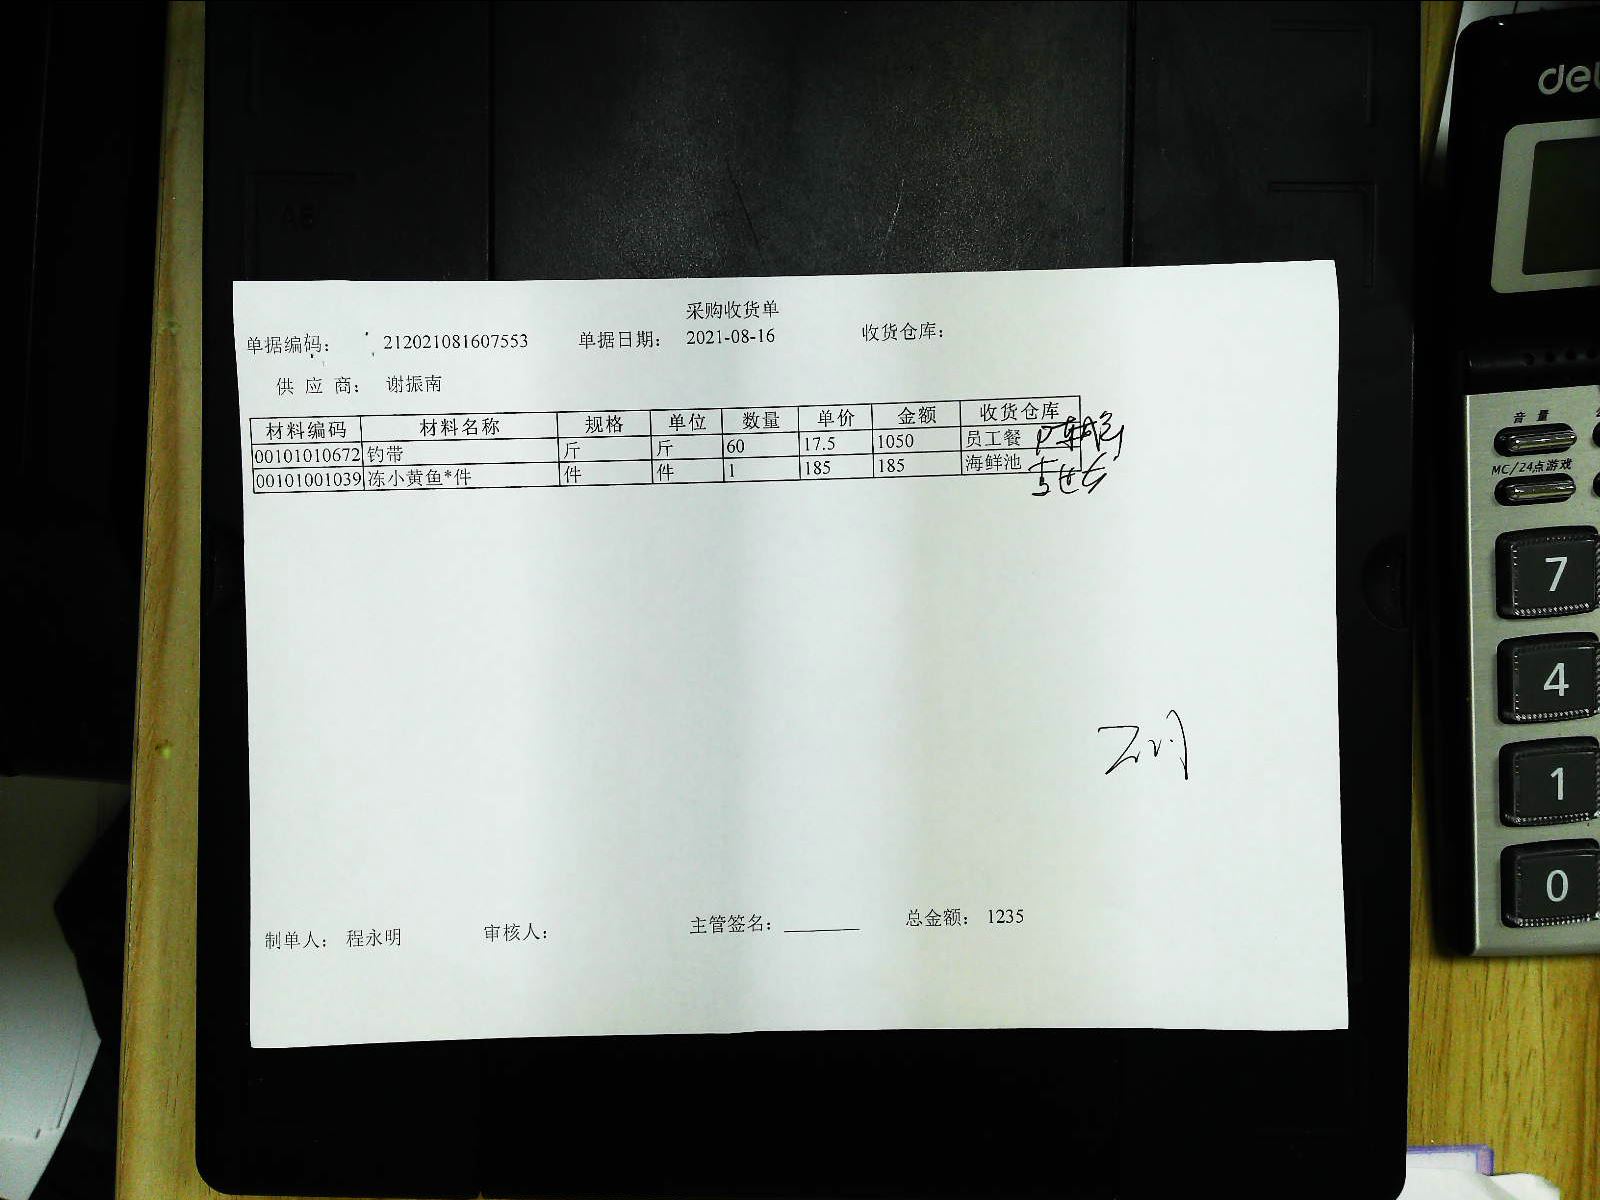 采购收货单
单据编码： 212021081607553 单据日期： 2021-08-16 收货仓库：
供 应 商： 谢振南
材料编码 材料名称 规格 单位 数量 单价 金额 收货仓库
00101010672 钓带 斤 斤 60 17.5 1050 员工餐
00101001039 冻小黄鱼*件 件 件 1 185 185 海鲜池
制单人： 程永明 审核人： 主管签名： 总金额： 1235
音 量
MC/24点游戏
7
4
1
0